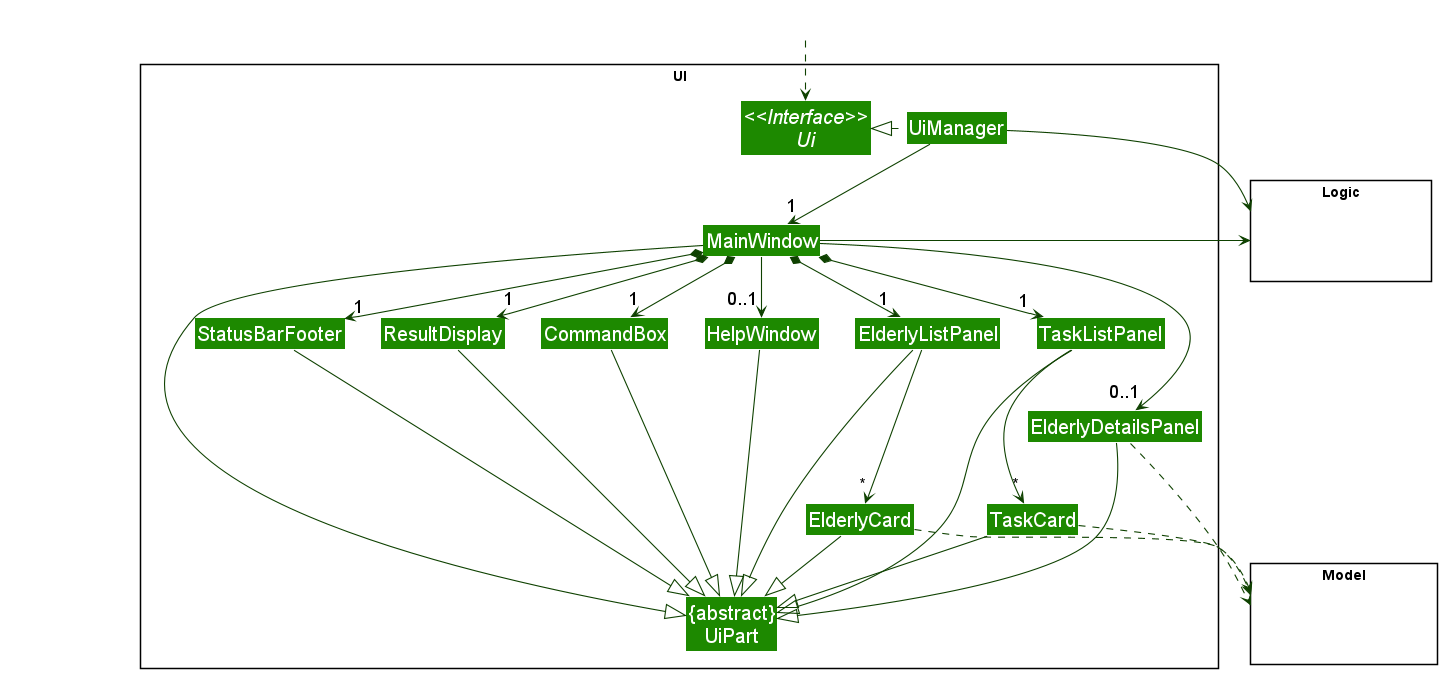 UI
<<Interface>>
Ui
UiManager
Logic
1
MainWindow
1
1
1
0..1
1
1
StatusBarFooter
ResultDisplay
CommandBox
HelpWindow
ElderlyListPanel
TaskListPanel
0..1
ElderlyDetailsPanel
*
*
ElderlyCard
TaskCard
Model
{abstract}
UiPart